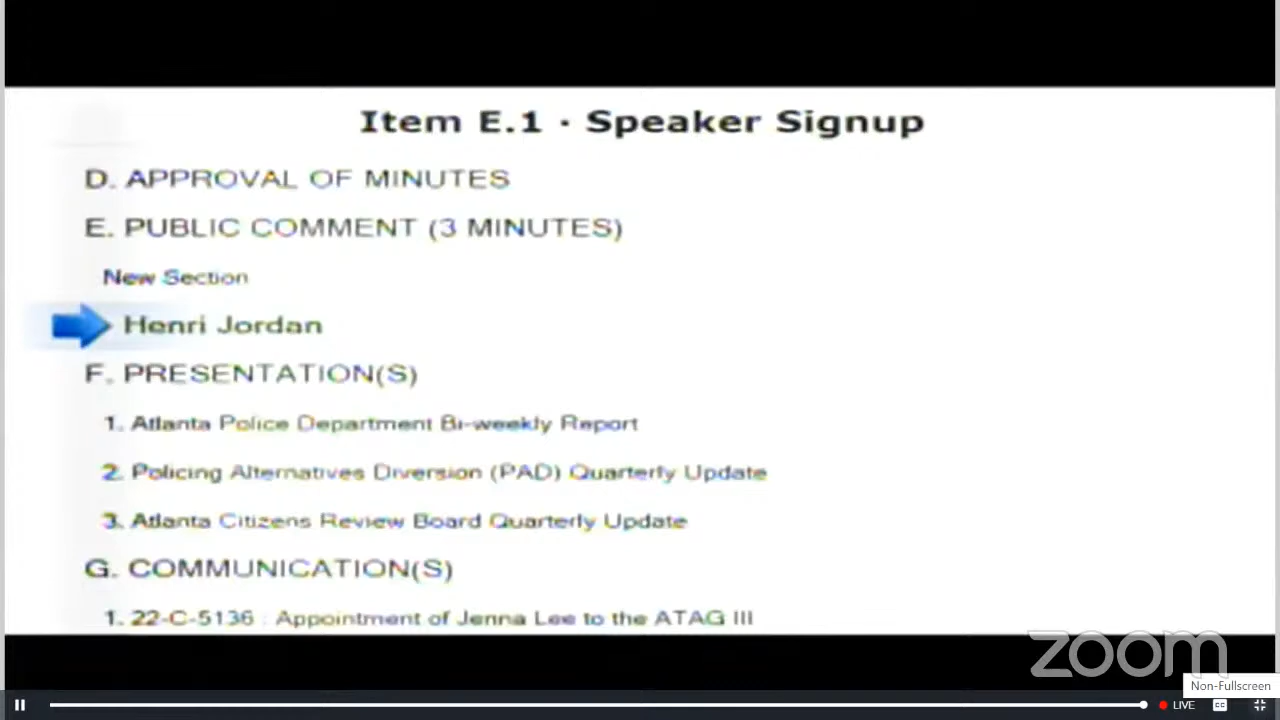 Item E.1 · Speaker Signup
D. APPROVAL OF MINUTES
E. PUBLIC COMMENT (3 MINUTES)
New Section
Henri Jordan
F. PRESENTATION(S)
1. Atlanta Police Department Bi-weekly Report
2. Policing Alternatives Diversion (PAD) Quarterly Update
3. Atlanta Citizens Review Board Quarterly Update
G. COMMUNICATION(S)
1. 22-C-5136 : Appointment of Jenna Lee to the ATAG III
zoom
Non-Fullscreen
LIVE CC